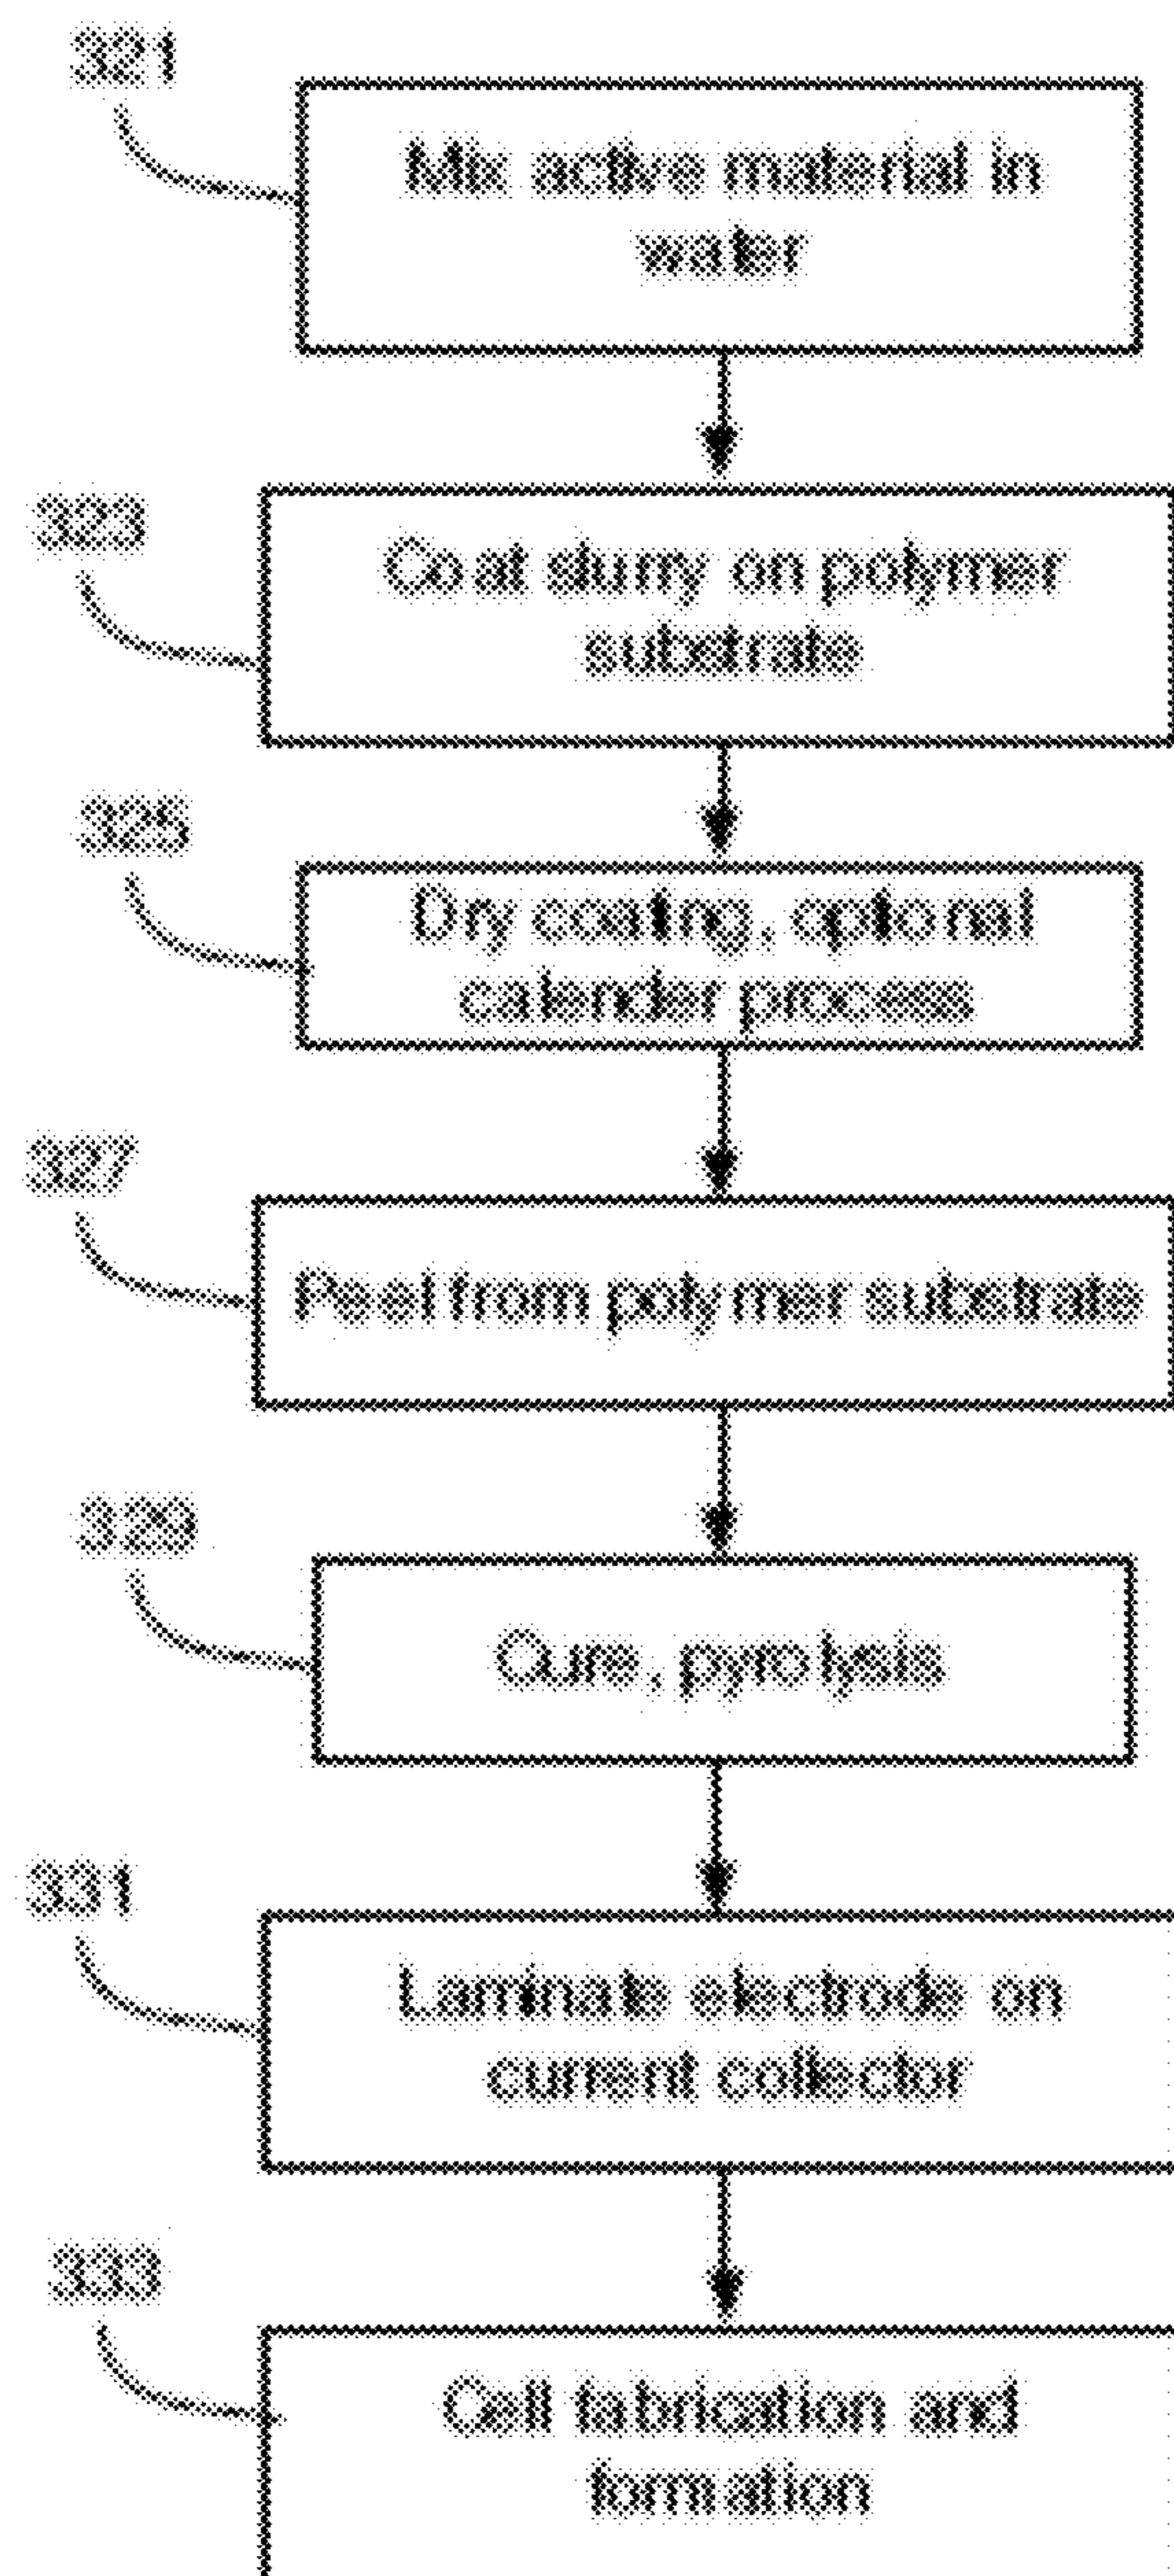 321
Mix active material in
water
323
Coat slurry on polymer
substrate
325
Dry coating, optional
calender process
327
Peel from polymer substrate
329
Cure, pyrolysis
331
Laminate electrode on
current collector
333
Cell fabrication and
formation